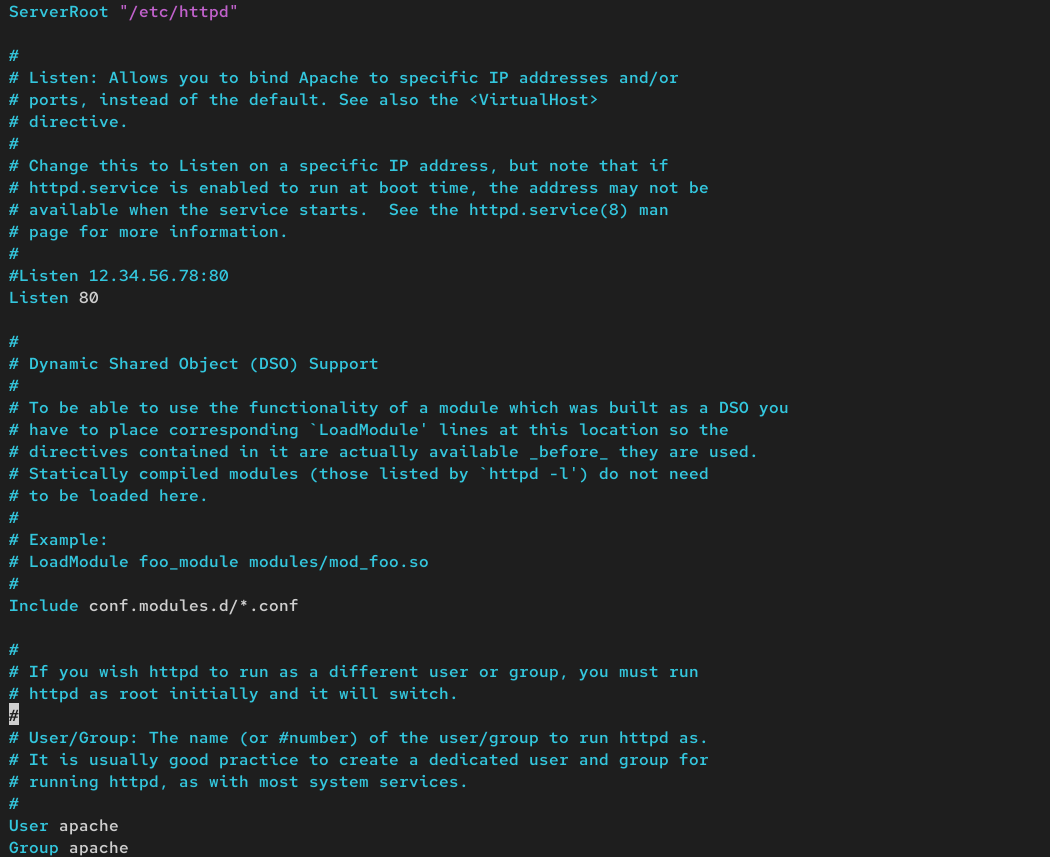 ServerRoot "/etc/httpd"

#
# Listen: Allows you to bind Apache to specific IP addresses and/or
# ports, instead of the default. See also the <VirtualHost>
# directive.
#
# Change this to Listen on a specific IP address, but note that if
# httpd.service is enabled to run at boot time, the address may not be
# available when the service starts.  See the httpd.service(8) man
# page for more information.
#
#Listen 12.34.56.78:80
Listen 80

#
# Dynamic Shared Object (DSO) Support
#
# To be able to use the functionality of a module which was built as a DSO you
# have to place corresponding `LoadModule' lines at this location so the
# directives contained in it are actually available _before_ they are used.
# Statically compiled modules (those listed by `httpd -l') do not need
# to be loaded here.
#
# Example:
# LoadModule foo_module modules/mod_foo.so
#
Include conf.modules.d/*.conf

#
# If you wish httpd to run as a different user or group, you must run
# httpd as root initially and it will switch.
#
# User/Group: The name (or #number) of the user/group to run httpd as.
# It is usually good practice to create a dedicated user and group for
# running httpd, as with most system services.
#
User apache
Group apache